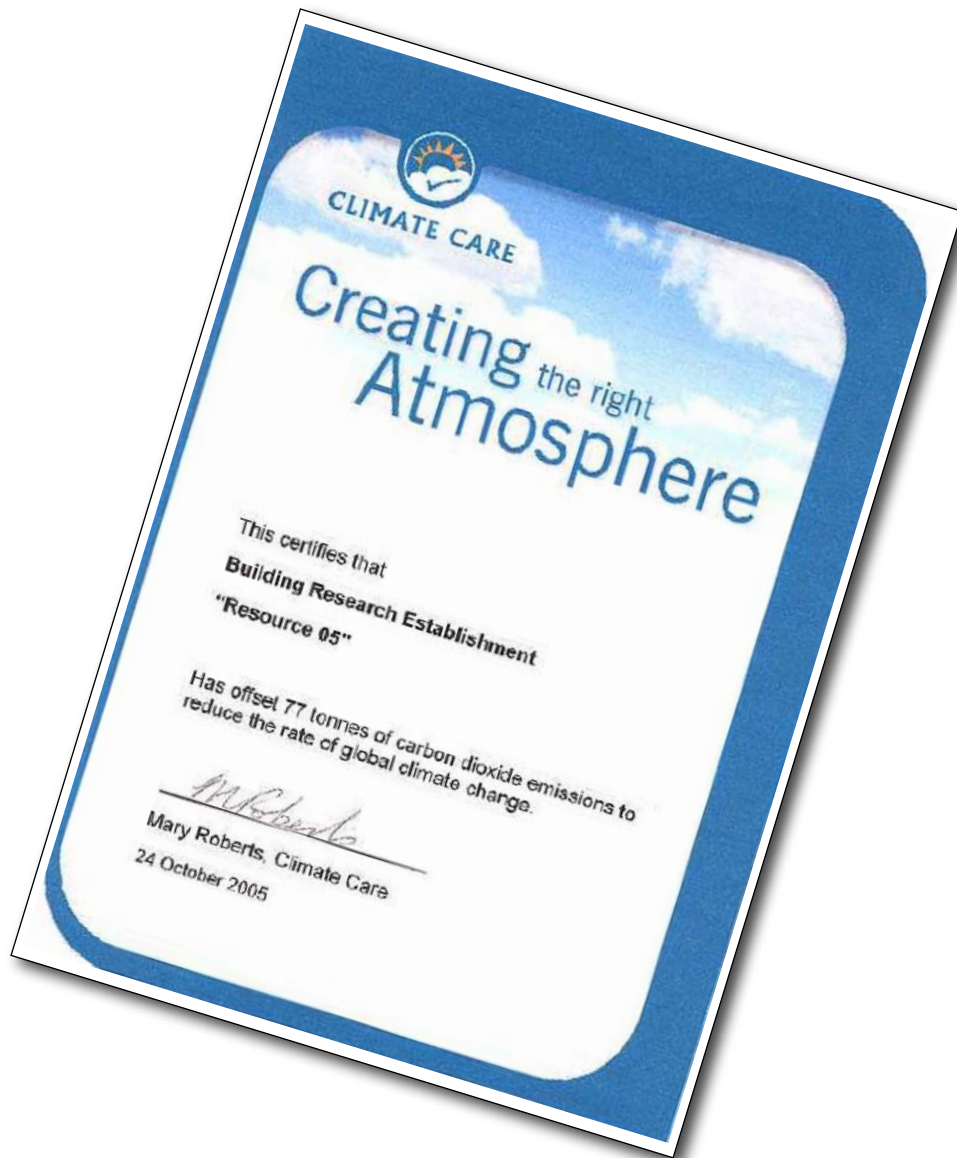 CLIMATE CARE
Creating the right
Atmosphere
This certifies that
Building Research Establishment
"Resource 05"
Has offset 77 tonnes of carbon dioxide emissions to
reduce the rate of global climate change.
MRoberts
Mary Roberts, Climate Care
24 October 2005